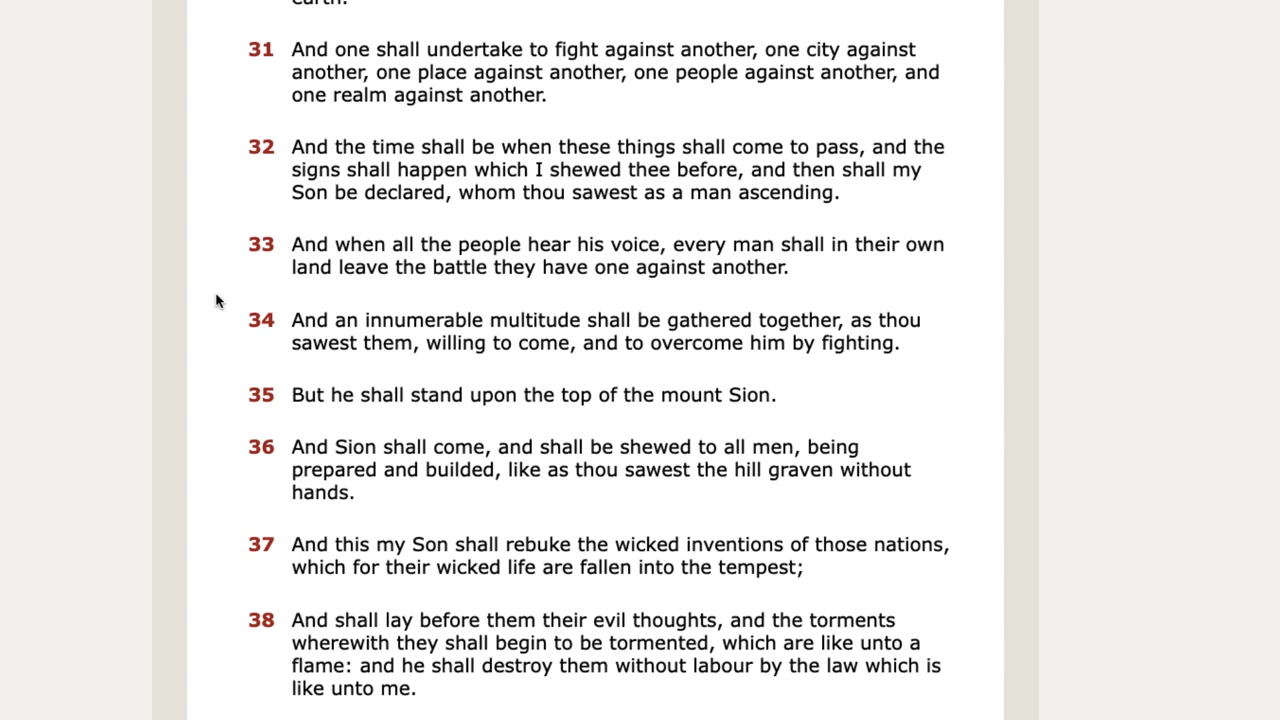 earth.
31 And one shall undertake to fight against another, one city against
another, one place against another, one people against another, and
one realm against another.
32 And the time shall be when these things shall come to pass, and the
signs shall happen which I shewed thee before, and then shall my
Son be declared, whom thou sawest as a man ascending.
33 And when all the people hear his voice, every man shall in their own
land leave the battle they have one against another.
34 And an innumerable multitude shall be gathered together, as thou
sawest them, willing to come, and to overcome him by fighting.
35 But he shall stand upon the top of the mount Sion.
36 And Sion shall come, and shall be shewed to all men, being
prepared and builded, like as thou sawest the hill graven without
hands.
37 And this my Son shall rebuke the wicked inventions of those nations,
which for their wicked life are fallen into the tempest;
38 And shall lay before them their evil thoughts, and the torments
wherewith they shall begin to be tormented, which are like unto a
flame: and he shall destroy them without labour by the law which is
like unto me.